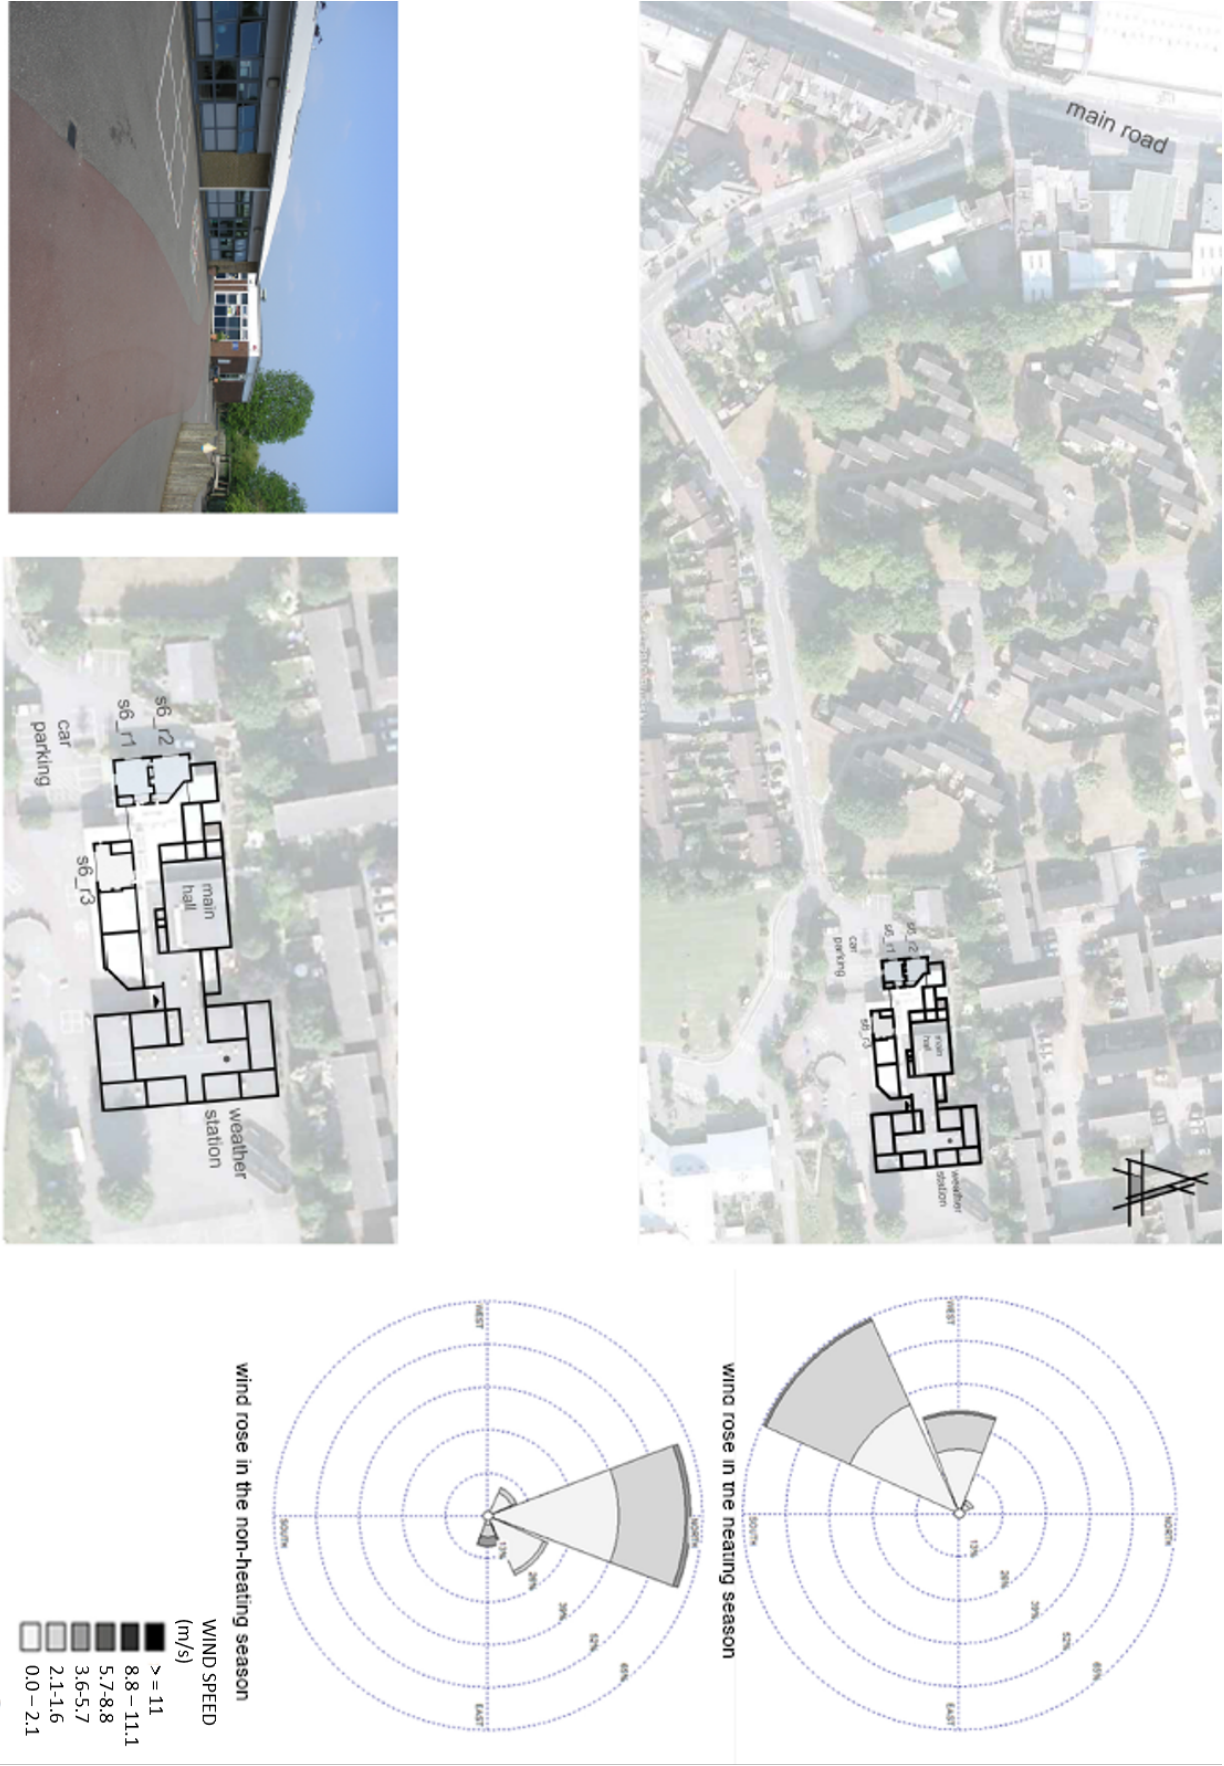 main road
s6_r2
s6_r1
car
parking
s6_r3
main
hall
weather
station
NORTH
WEST
EAST
SOUTH
13%
26%
39%
52%
65%
wind rose in the heating season
s6_r2
s6_r1
car
parking
s6_r3
main
hall
weather
station
NORTH
WEST
EAST
SOUTH
13%
26%
39%
52%
65%
wind rose in the non-heating season
WIND SPEED
(m/s)
> = 11
8.8 – 11.1
5.7-8.8
3.6-5.7
2.1-1.6
0.0 – 2.1